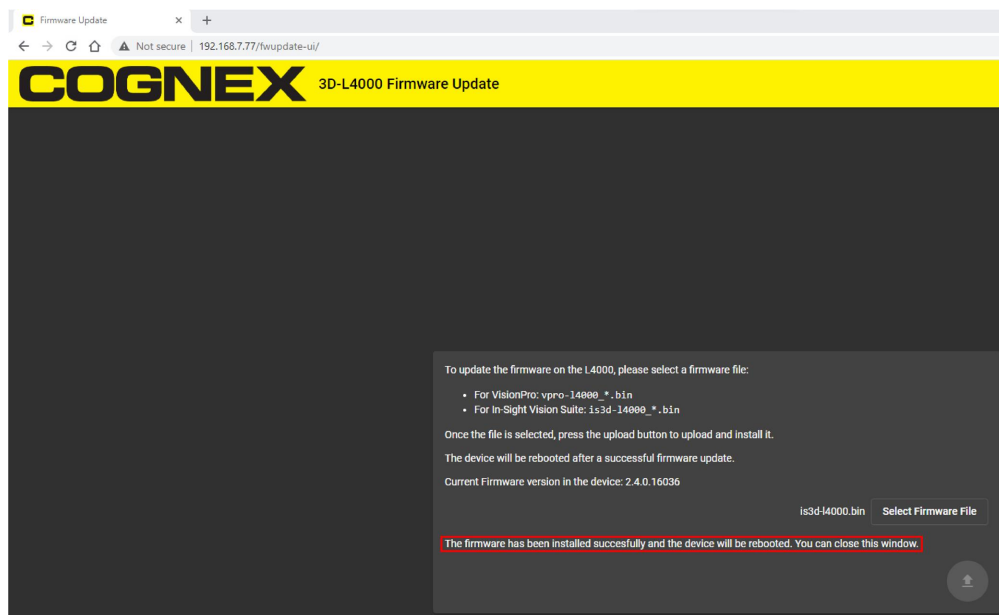 Firmware Update
Not secure | 192.168.7.77/fwupdate-ui/
COGNEX 3D-L4000 Firmware Update
To update the firmware on the L4000, please select a firmware file:
• For VisionPro: vpro-l4000_*.bin
• For In-Sight Vision Suite: is3d-l4000_*.bin
Once the file is selected, press the upload button to upload and install it.
The device will be rebooted after a successful firmware update.
Current Firmware version in the device: 2.4.0.16036
is3d-l4000.bin Select Firmware File
The firmware has been installed succesfully and the device will be rebooted. You can close this window.